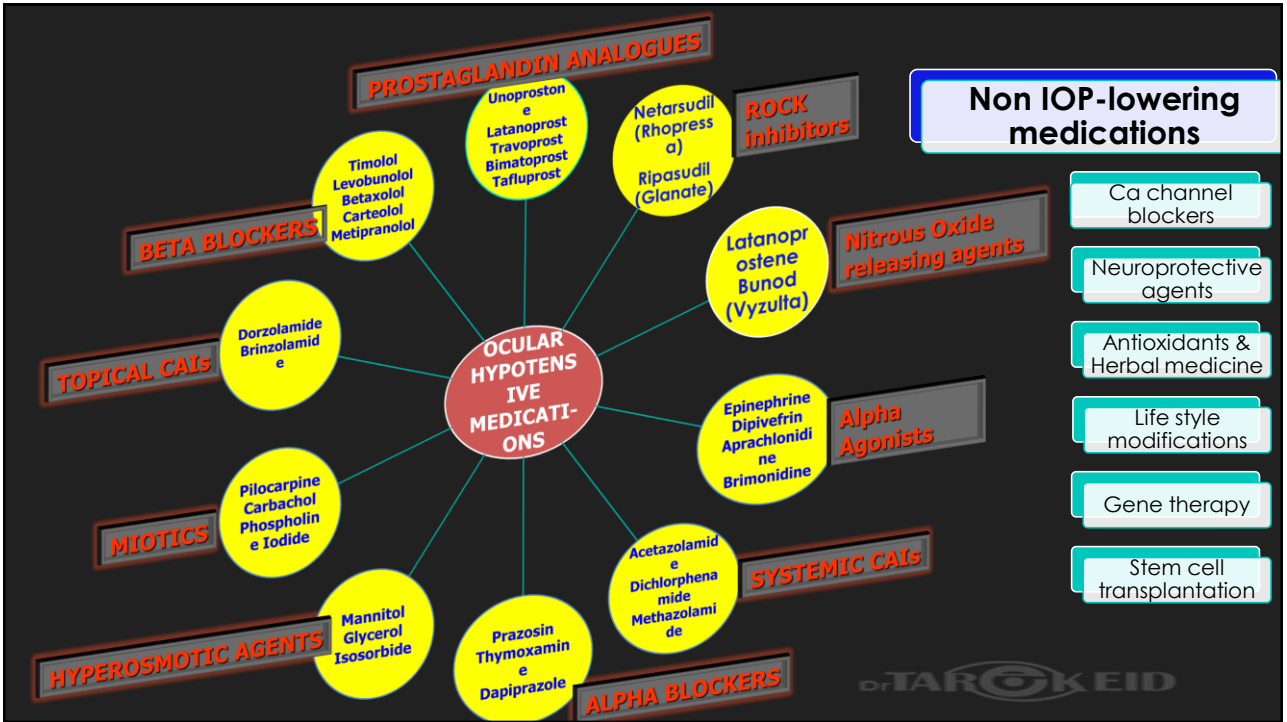 PROSTAGLANDIN ANALOGUES
Unoproston
e
Latanoprost
Travoprost
Bimatoprost
Tafluprost
Netarsudil
(Rhopress
a)
Ripasudil
(Glanate)
ROCK
inhibitors
Latanopr
ostene
Bunod
(Vyzulta)
Nitrous Oxide
releasing agents
Epinephrine
Dipivefrin
Aprachlonidi
ne
Brimonidine
Alpha
Agonists
Acetazolamid
e
Dichlorphena
mide
Methazolami
de
SYSTEMIC CAIs
Prazosin
Thymoxamin
e
Dapiprazole
ALPHA BLOCKERS
Mannitol
Glycerol
Isosorbide
HYPEROSMOTIC AGENTS
Pilocarpine
Carbachol
Phospholin
e Iodide
MIOTICS
Dorzolamide
Brinzolamid
e
TOPICAL CAIs
Timolol
Levobunolol
Betaxolol
Carteolol
Metipranolol
BETA BLOCKERS
OCULAR
HYPOTENS
IVE
MEDICATI-
ONS
Non IOP-lowering
medications
Ca channel
blockers
Neuroprotective
agents
Antioxidants &
Herbal medicine
Life style
modifications
Gene therapy
Stem cell
transplantation
DrTAROKEID